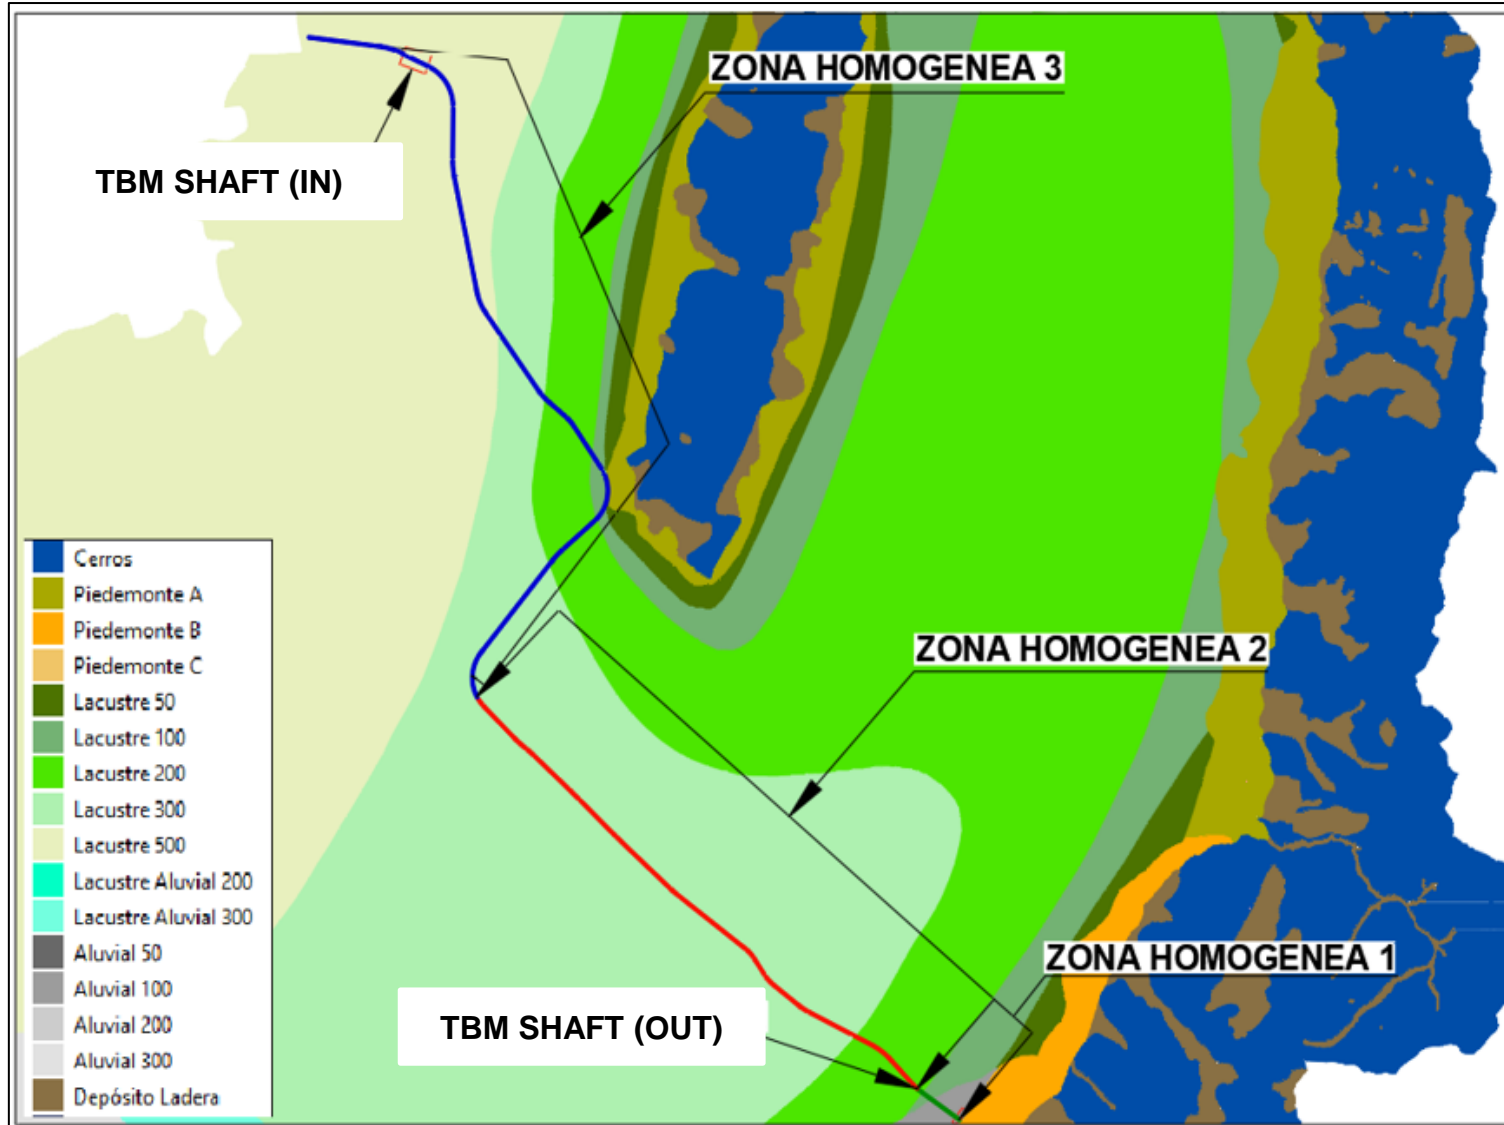 ZONA HOMOGENEA 3
TBM SHAFT (IN)
ZONA HOMOGENEA 2
ZONA HOMOGENEA 1
TBM SHAFT (OUT)
Cerros
Piedemonte A
Piedemonte B
Piedemonte C
Lacustre 50
Lacustre 100
Lacustre 200
Lacustre 300
Lacustre 500
Lacustre Aluvial 200
Lacustre Aluvial 300
Aluvial 50
Aluvial 100
Aluvial 200
Aluvial 300
Depósito Ladera